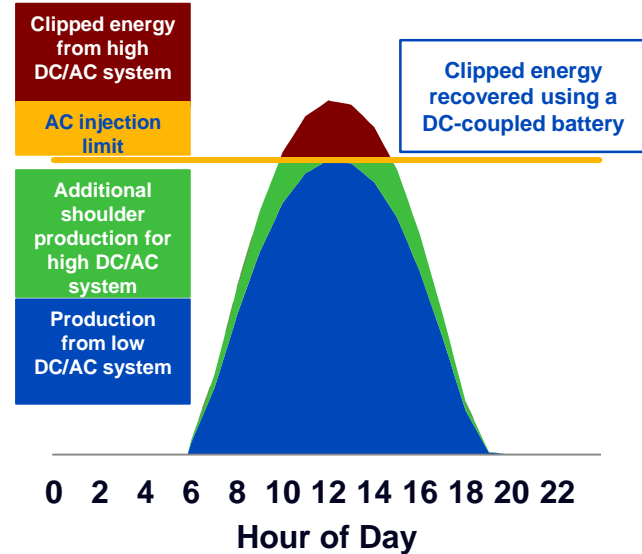 Clipped energy
from high
DC/AC system
AC injection
limit
Additional
shoulder
production for
high DC/AC
system
Production
from low
DC/AC system
Clipped energy
recovered using a
DC-coupled battery
0 2 4 6 8 10 12 14 16 18 20 22
Hour of Day